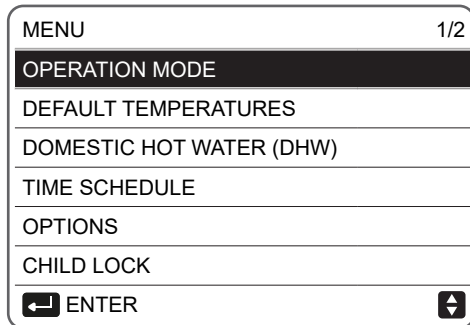 MENU 1/2
OPERATION MODE
DEFAULT TEMPERATURES
DOMESTIC HOT WATER (DHW)
TIME SCHEDULE
OPTIONS
CHILD LOCK
ENTER